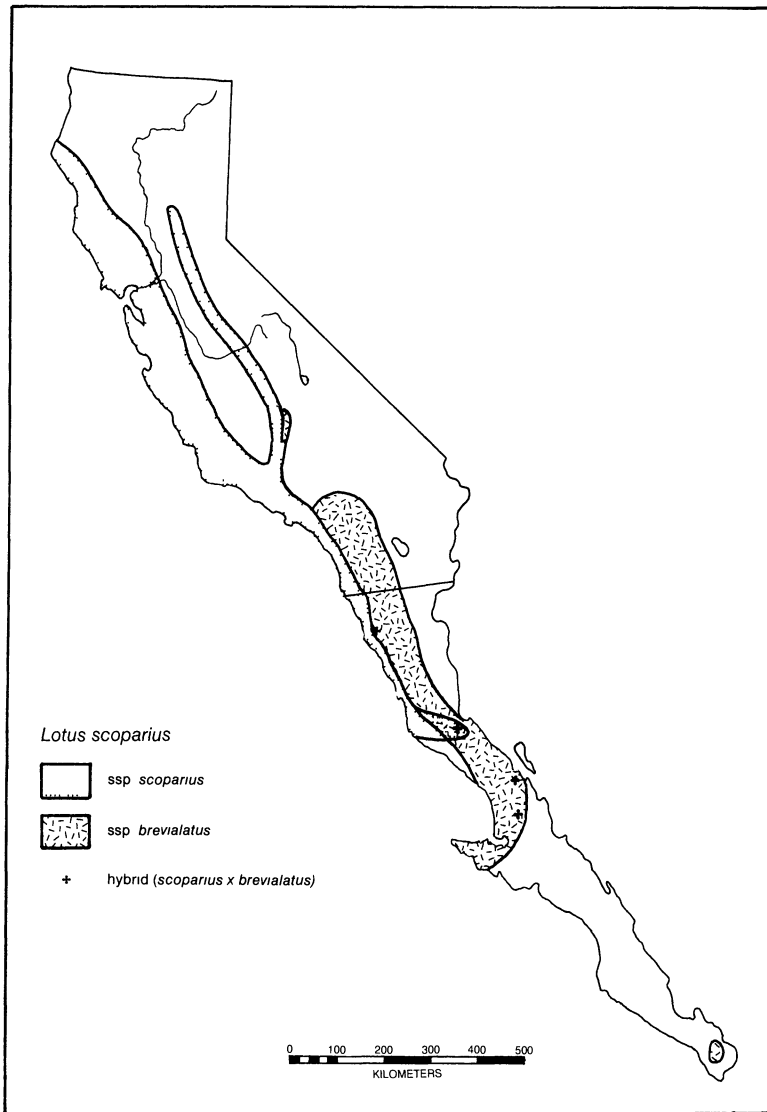 Lotus scoparius
ssp scoparius
ssp brevialatus
+ hybrid (scoparius x brevialatus)
0 100 200 300 400 500
KILOMETERS